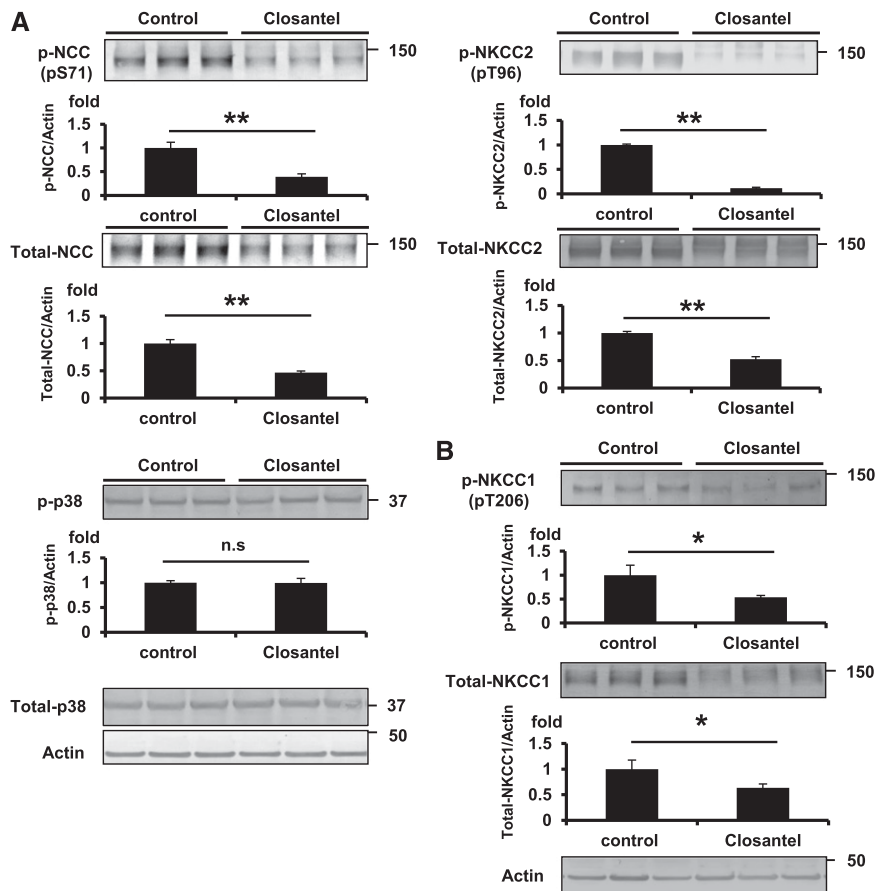 A
Control Closantel
p-NCC
(pS71)
150
fold
p-NCC/Actin
1.5
1
0.5
0
**
control Closantel
Total-NCC
150
fold
Total-NCC/Actin
1.5
1
0.5
0
**
control Closantel
Control Closantel
p-p38
37
fold
p-p38/Actin
1.5
1
0.5
0
n.s
control Closantel
Total-p38
37
Actin
50
Control Closantel
p-NKCC2
(pT96)
150
fold
p-NKCC2/Actin
1.5
1
0.5
0
**
control Closantel
Total-NKCC2
150
fold
Total-NKCC2/Actin
1.5
1
0.5
0
**
control Closantel
B
Control Closantel
p-NKCC1
(pT206)
150
fold
p-NKCC1/Actin
1.5
1
0.5
0
*
control Closantel
Total-NKCC1
150
fold
Total-NKCC1/Actin
1.5
1
0.5
0
*
control Closantel
Actin
50